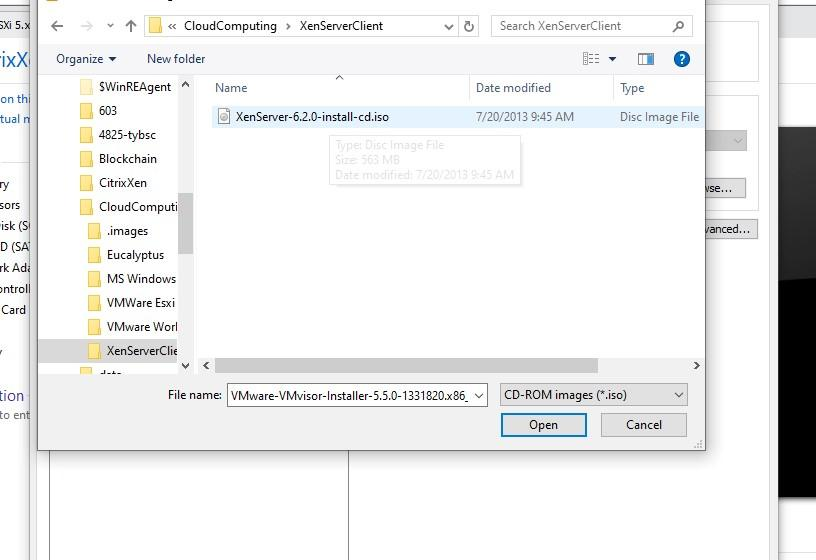 SXi 5.x
CloudComputing
XenServerClient
Search XenServerClient
Organize
New folder
Name
Date modified
Type
$WinREAgent
603
4825-tybsc
Blockchain
CitrixXen
CloudComputi
.images
Eucalyptus
MS Windows
VMWare Esxi
VMware Worl
XenServerClie
XenServer-6.2.0-install-cd.iso
7/20/2013 9:45 AM
Disc Image File
Type: Disc Image File
Size: 563 MB
Date modified: 7/20/2013 9:45 AM
File name:
VMware-VMvisor-Installer-5.5.0-1331820.x86_
CD-ROM images (*.iso)
Open
Cancel
rixX
on this
tual m
ry
sors
isk (S
D (SA
rk Ada
ontroll
Card
tion
to ent
wse...
vanced...